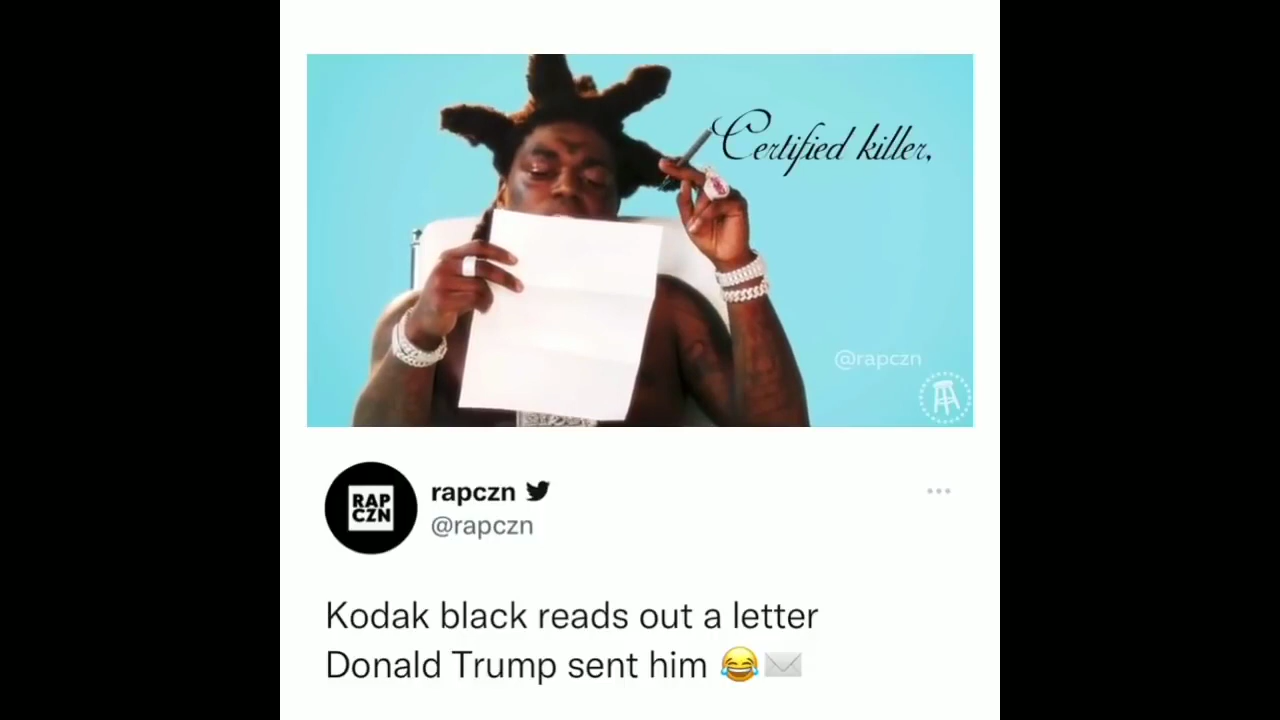 Certified killer,
@rapczn
RAP
CZN
rapczn
@rapczn
Kodak black reads out a letter
Donald Trump sent him 😂✉️